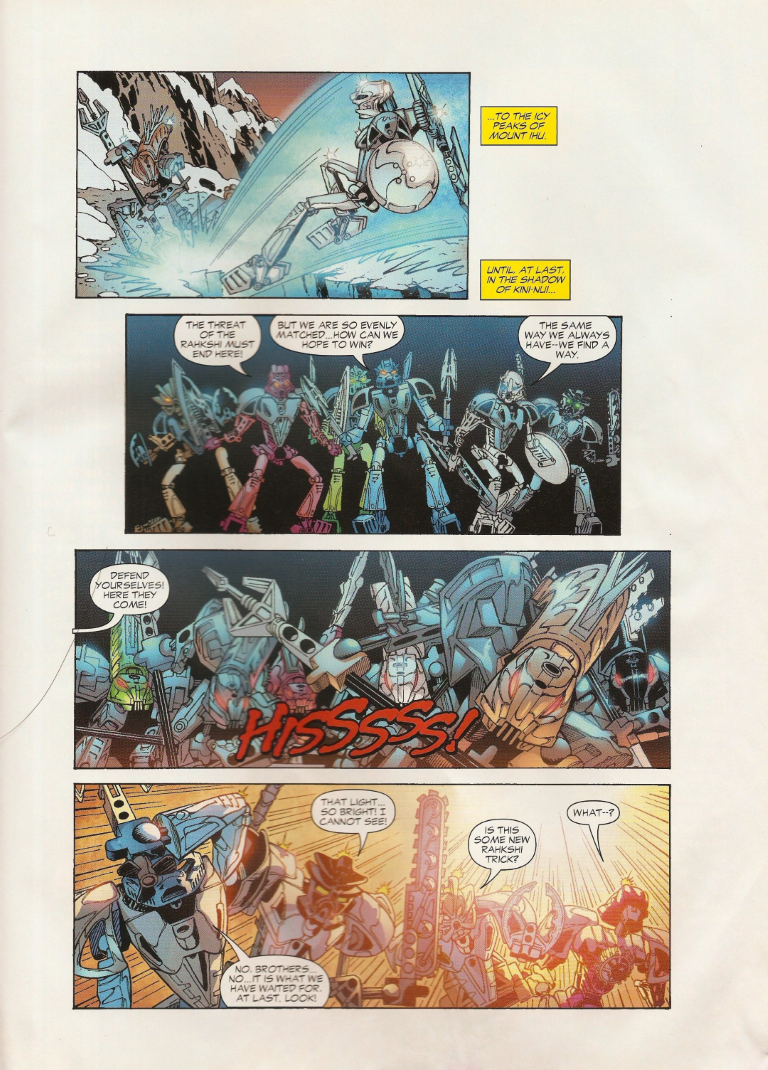 ...TO THE ICY
PEAKS OF
MOUNT IHU.
UNTIL, AT LAST,
IN THE SHADOW
OF KINI-NUI...
THE THREAT
OF THE
RAHKSHI MUST
END HERE!
BUT WE ARE SO EVENLY
MATCHED...HOW CAN WE
HOPE TO WIN?
THE SAME
WAY WE ALWAYS
HAVE--WE FIND A
WAY.
DEFEND
YOURSELVES!
HERE THEY
COME!
HISSSSSS!
THAT LIGHT...
SO BRIGHT! I
CANNOT SEE!
IS THIS
SOME NEW
RAHKSHI
TRICK?
WHAT--?
NO, BROTHERS,
NO...IT IS WHAT WE
HAVE WAITED FOR.
AT LAST. LOOK!